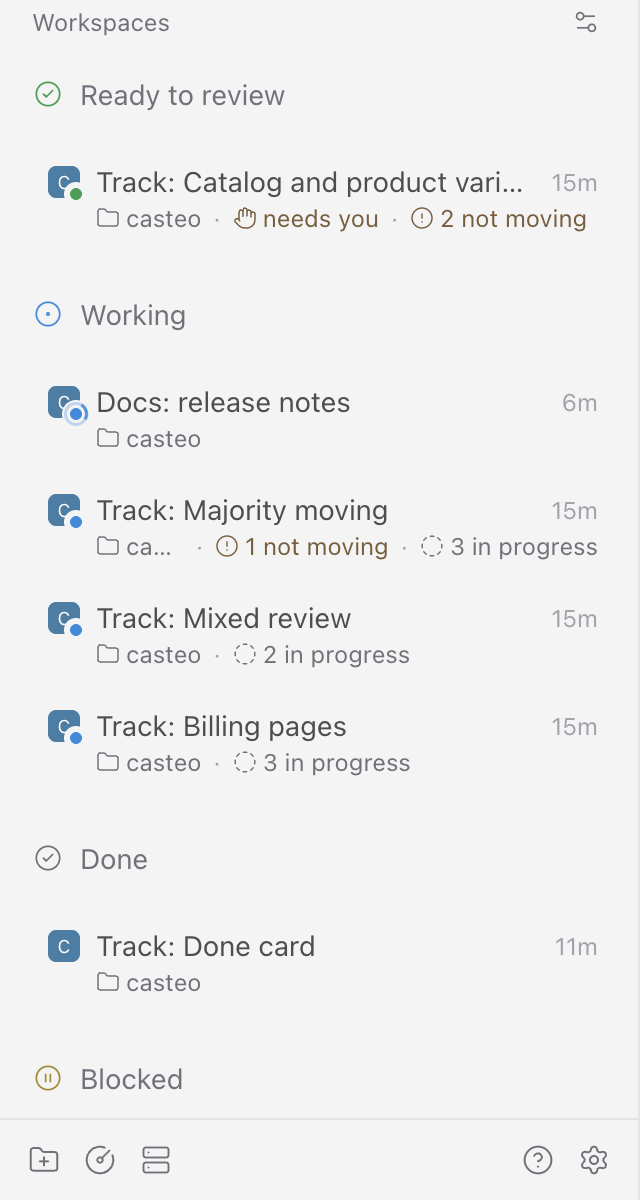 Workspaces
Ready to review
C Track: Catalog and product vari... 15m
casteo · needs you · 2 not moving
Working
C Docs: release notes 6m
casteo
C Track: Majority moving 15m
ca... · 1 not moving · 3 in progress
C Track: Mixed review 15m
casteo · 2 in progress
C Track: Billing pages 15m
casteo · 3 in progress
Done
C Track: Done card 11m
casteo
Blocked